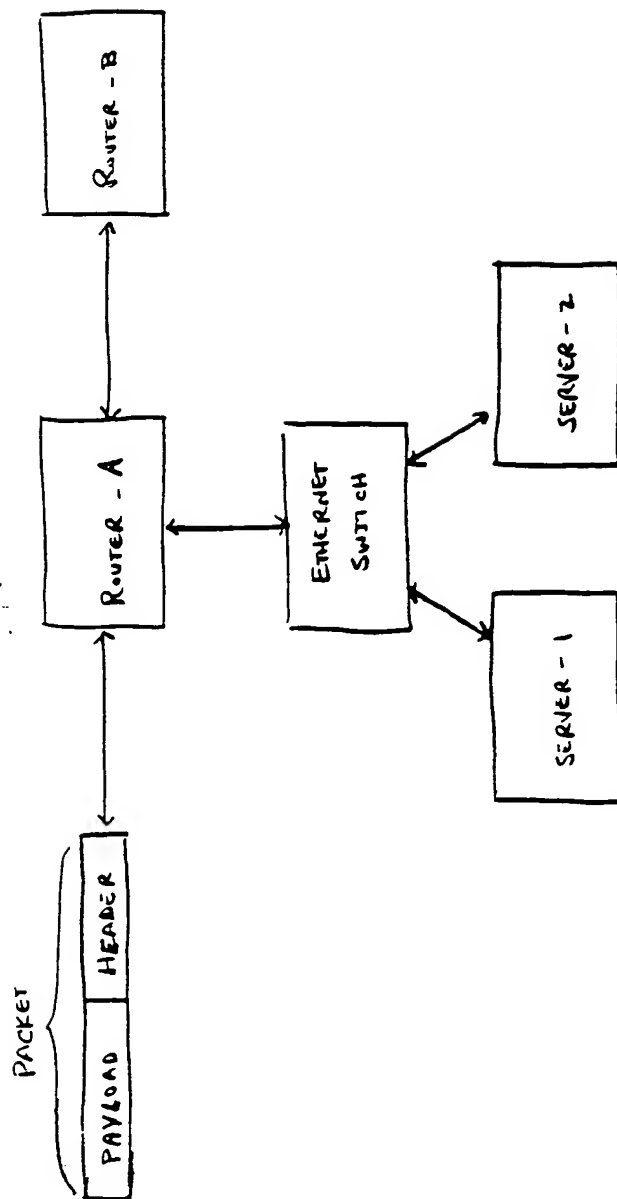 PACKET
PAYLOAD
HEADER
ROUTER - A
ROUTER - B
ETHERNET
SWITCH
SERVER - 1
SERVER - 2